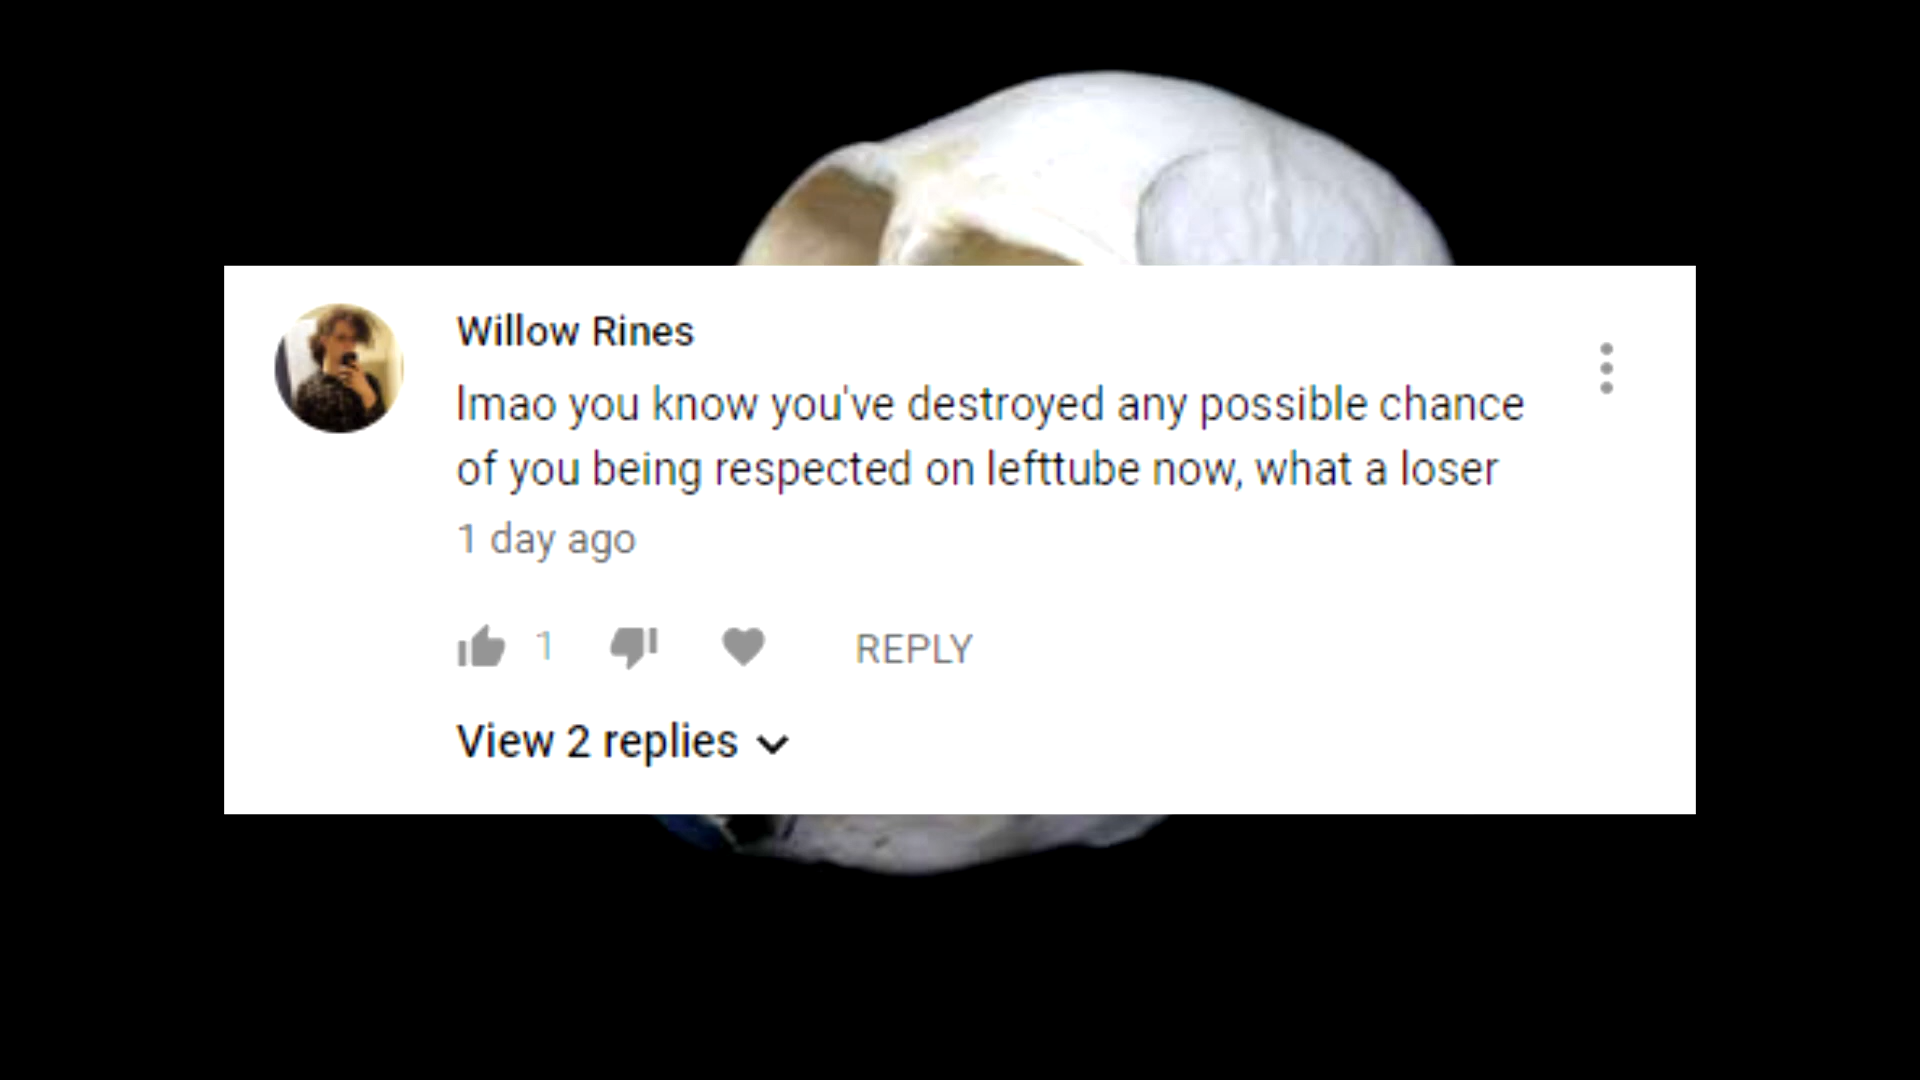 Willow Rines
lmao you know you've destroyed any possible chance
of you being respected on lefttube now, what a loser
1 day ago
1
REPLY
View 2 replies